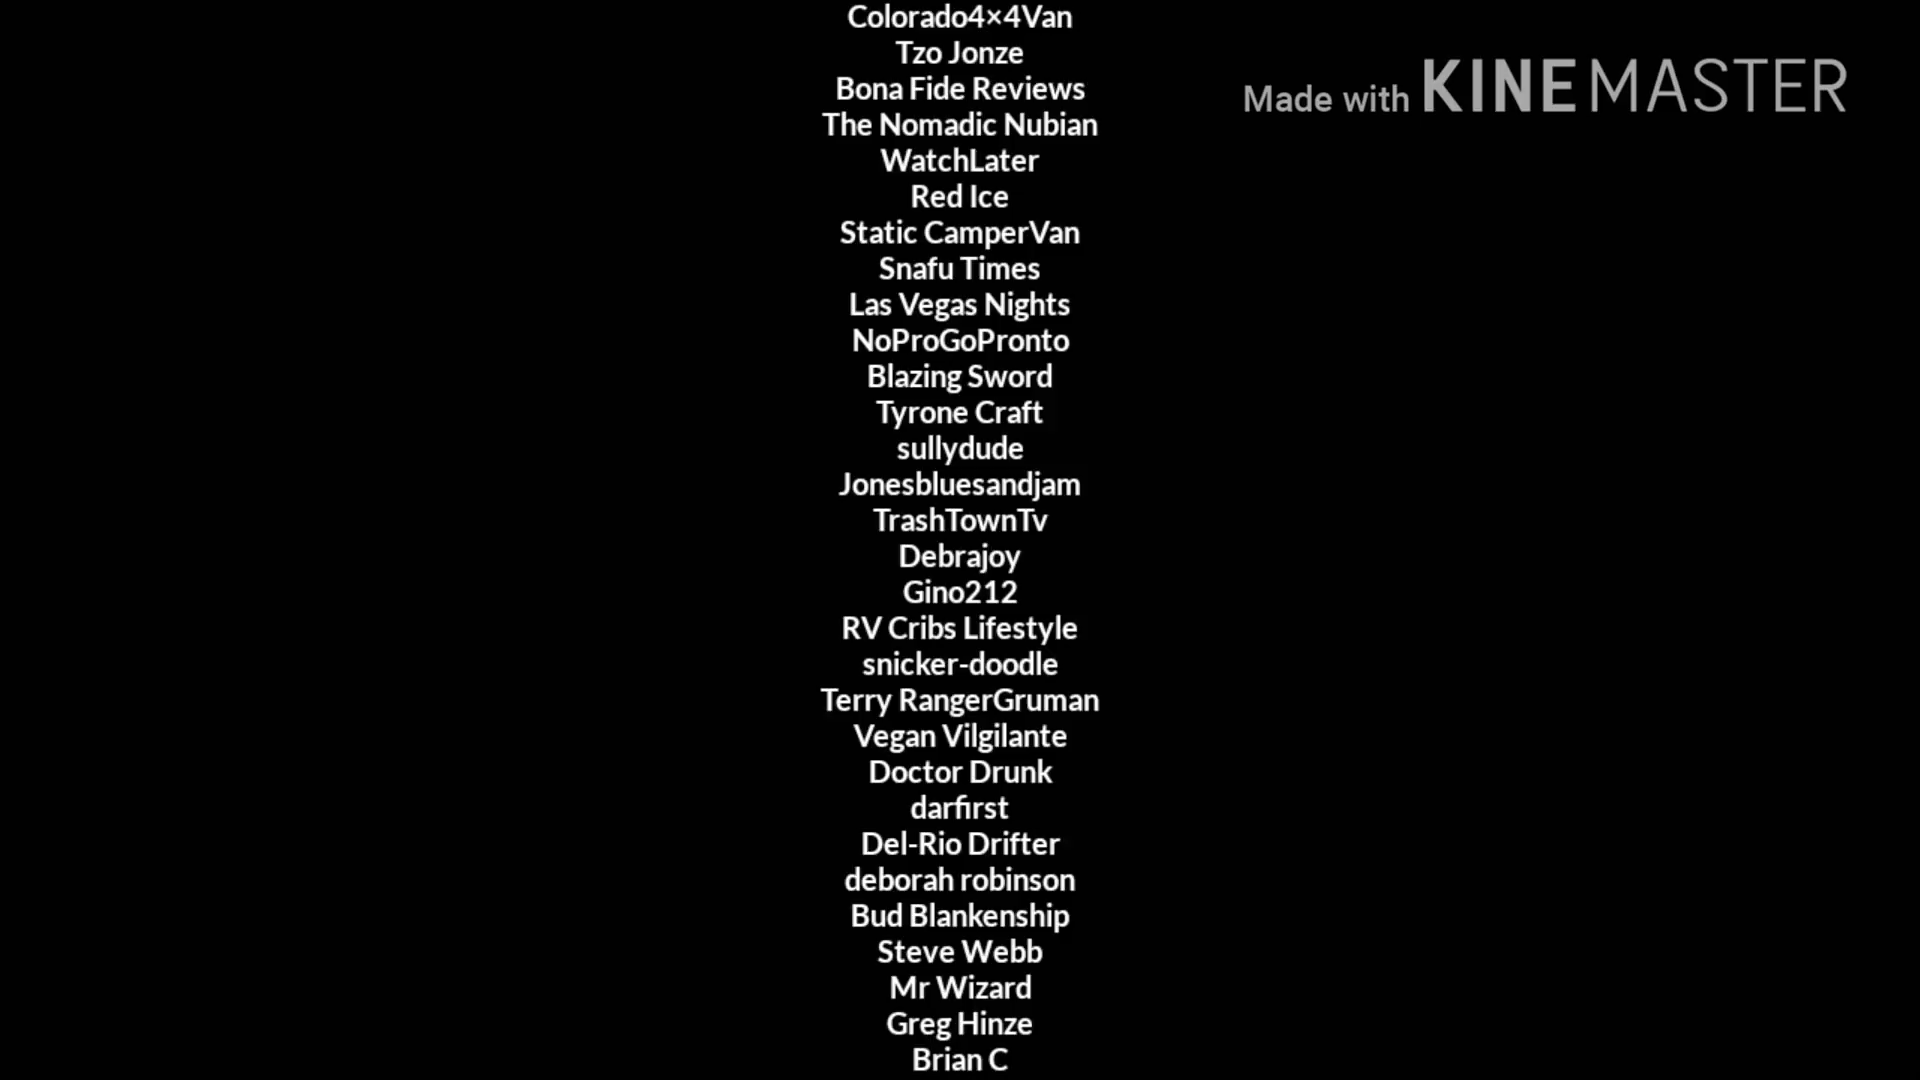 Colorado4×4Van
Tzo Jonze
Bona Fide Reviews
The Nomadic Nubian
WatchLater
Red Ice
Static CamperVan
Snafu Times
Las Vegas Nights
NoProGoPronto
Blazing Sword
Tyrone Craft
sullydude
Jonesbluesandjam
TrashTownTv
Debrajoy
Gino212
RV Cribs Lifestyle
snicker-doodle
Terry RangerGruman
Vegan Vilgilante
Doctor Drunk
darfirst
Del-Rio Drifter
deborah robinson
Bud Blankenship
Steve Webb
Mr Wizard
Greg Hinze
Brian C
Made with KINEMASTER